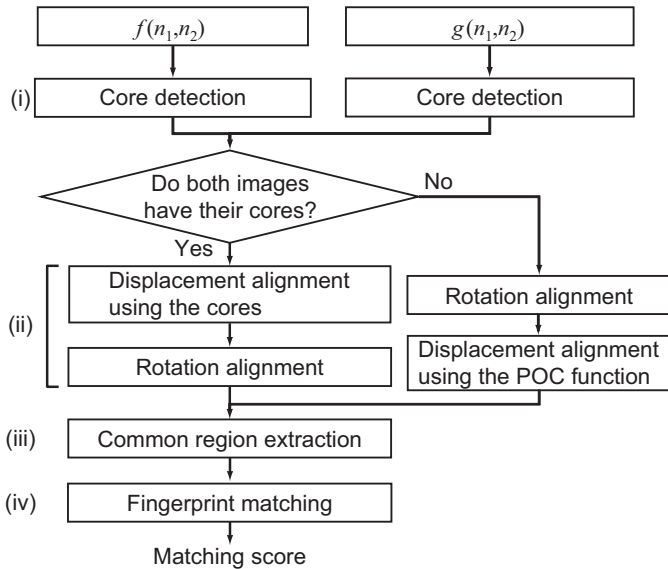 f(n₁,n₂)
g(n₁,n₂)
(i)
Core detection
Core detection
Do both images
have their cores?
No
Yes
(ii)
Displacement alignment
using the cores
Rotation alignment
Rotation alignment
Displacement alignment
using the POC function
(iii)
Common region extraction
(iv)
Fingerprint matching
Matching score